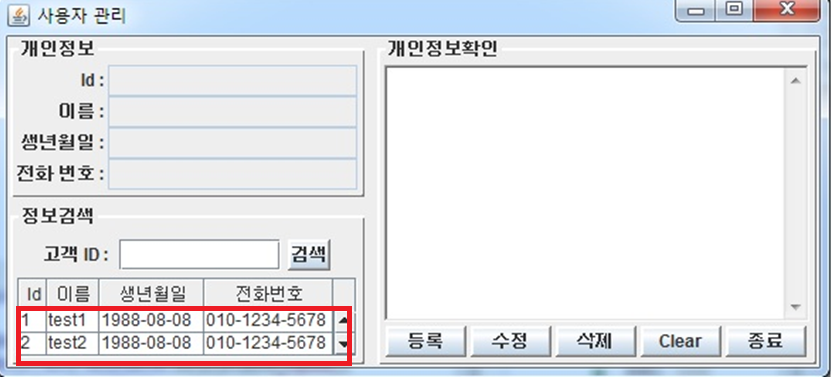 사용자 관리
개인정보
Id :
이름 :
생년월일 :
전화 번호 :
정보검색
고객 ID : 검색
Id 이름 생년월일 전화번호
1 test1 1988-08-08 010-1234-5678
2 test2 1988-08-08 010-1234-5678
개인정보확인
등록 수정 삭제 Clear 종료